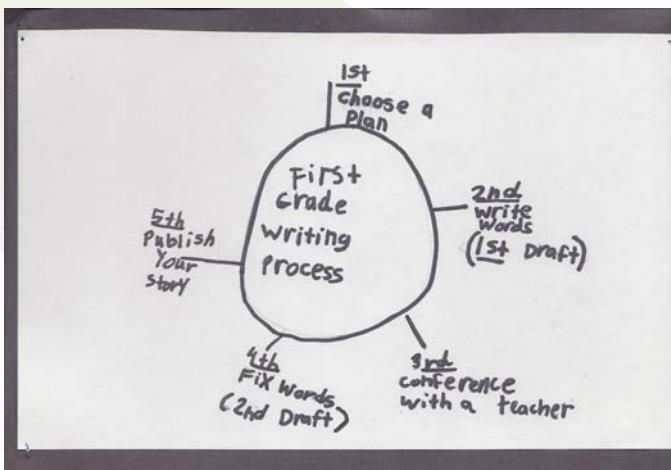 First
Grade
Writing
Process
1st
Choose a
Plan
2nd
Write
Words
(1st Draft)
3rd
conference
with a teacher
4th
Fix Words
(2nd Draft)
5th
Publish
Your
Story